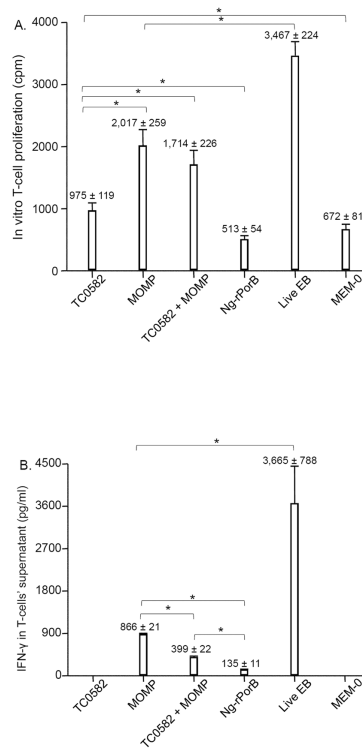 A.
In vitro T-cell proliferation (cpm)
4000
3000
2000
1000
0
*
*
3,467 ± 224
*
*
*
2,017 ± 259
1,714 ± 226
975 ± 119
513 ± 54
672 ± 81
TC0582
MOMP
TC0582 + MOMP
Ng-rPorB
Live EB
MEM-0
B.
IFN-γ in T-cells' supernatant (pg/ml)
4500
3600
2700
1800
900
0
*
3,665 ± 788
*
*
*
866 ± 21
399 ± 22
135 ± 11
TC0582
MOMP
TC0582 + MOMP
Ng-rPorB
Live EB
MEM-0